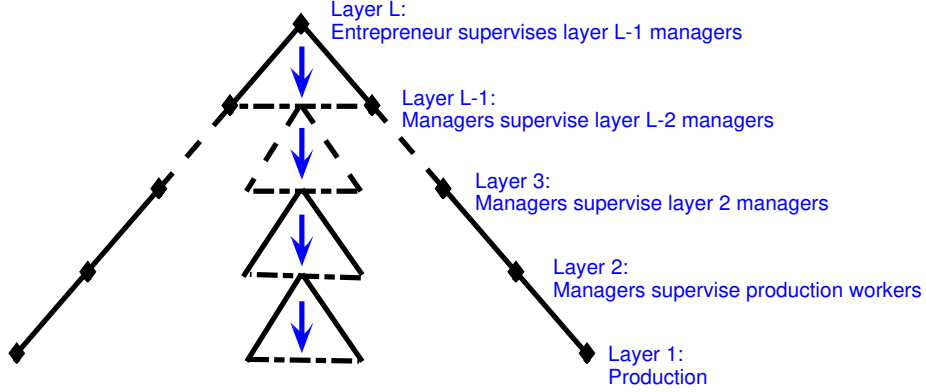 Layer L:
Entrepreneur supervises layer L-1 managers
Layer L-1:
Managers supervise layer L-2 managers
Layer 3:
Managers supervise layer 2 managers
Layer 2:
Managers supervise production workers
Layer 1:
Production